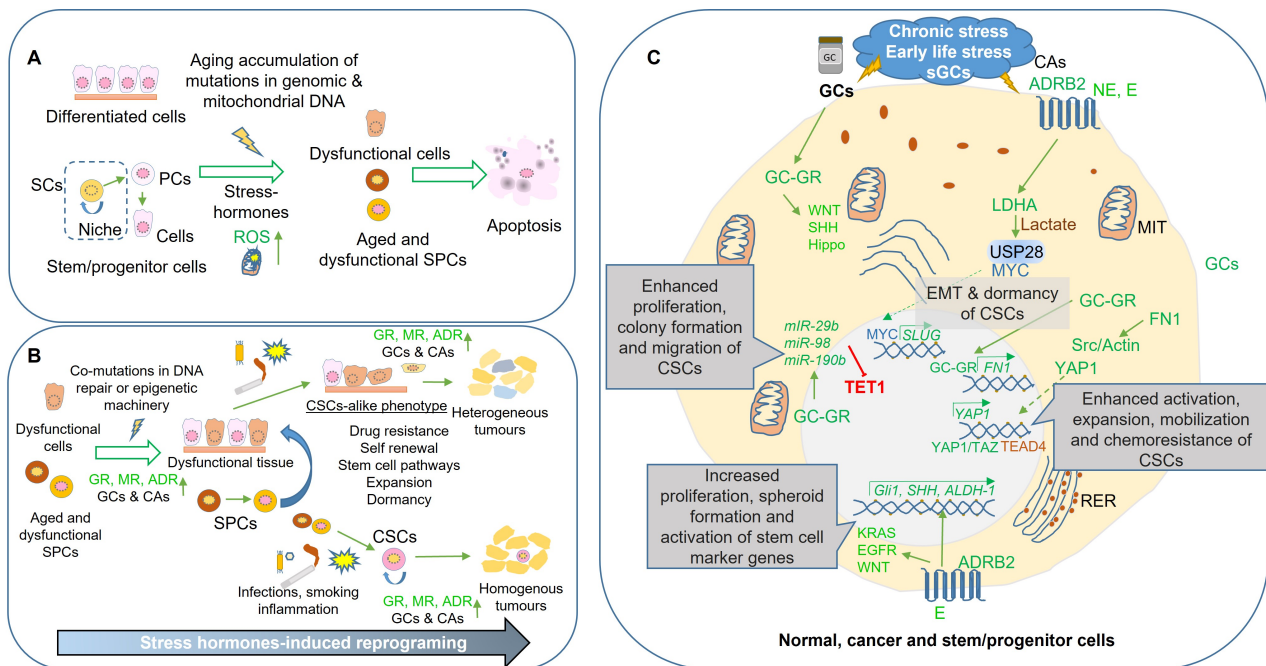 A
Aging accumulation of
mutations in genomic &
mitochondrial DNA
Differentiated cells
SCs
PCs
Niche
Cells
Stem/progenitor cells
Stress-
hormones
ROS
Dysfunctional cells
Aged and
dysfunctional SPCs
Apoptosis
B
Co-mutations in DNA
repair or epigenetic
machinery
Dysfunctional
cells
GR, MR, ADR
GCs & CAs
Aged and
dysfunctional
SPCs
Dysfunctional tissue
SPCs
GR, MR, ADR
GCs & CAs
CSCs-alike phenotype
Drug resistance
Self renewal
Stem cell pathways
Expansion
Dormancy
Heterogeneous
tumours
CSCs
Infections, smoking
inflammation
GR, MR, ADR
GCs & CAs
Homogenous
tumours
Stress hormones-induced reprograming
C
GC
GCs
Chronic stress
Early life stress
sGCs
CAs
ADRB2
NE, E
GC-GR
WNT
SHH
Hippo
LDHA
Lactate
USP28
MYC
MIT
GCs
Enhanced
proliferation,
colony formation
and migration of
CSCs
EMT & dormancy
of CSCs
mIR-29b
miR-98
miR-190b
TET1
GC-GR
MYC
SLUG
GC-GR
FN1
GC-GR
FN1
Src/Actin
YAP1
YAP1
YAP1/TAZ
TEAD4
Enhanced activation,
expansion, mobilization
and chemoresistance of
CSCs
Increased
proliferation, spheroid
formation and
activation of stem cell
marker genes
Gli1, SHH, ALDH-1
RER
KRAS
EGFR
WNT
ADRB2
E
Normal, cancer and stem/progenitor cells